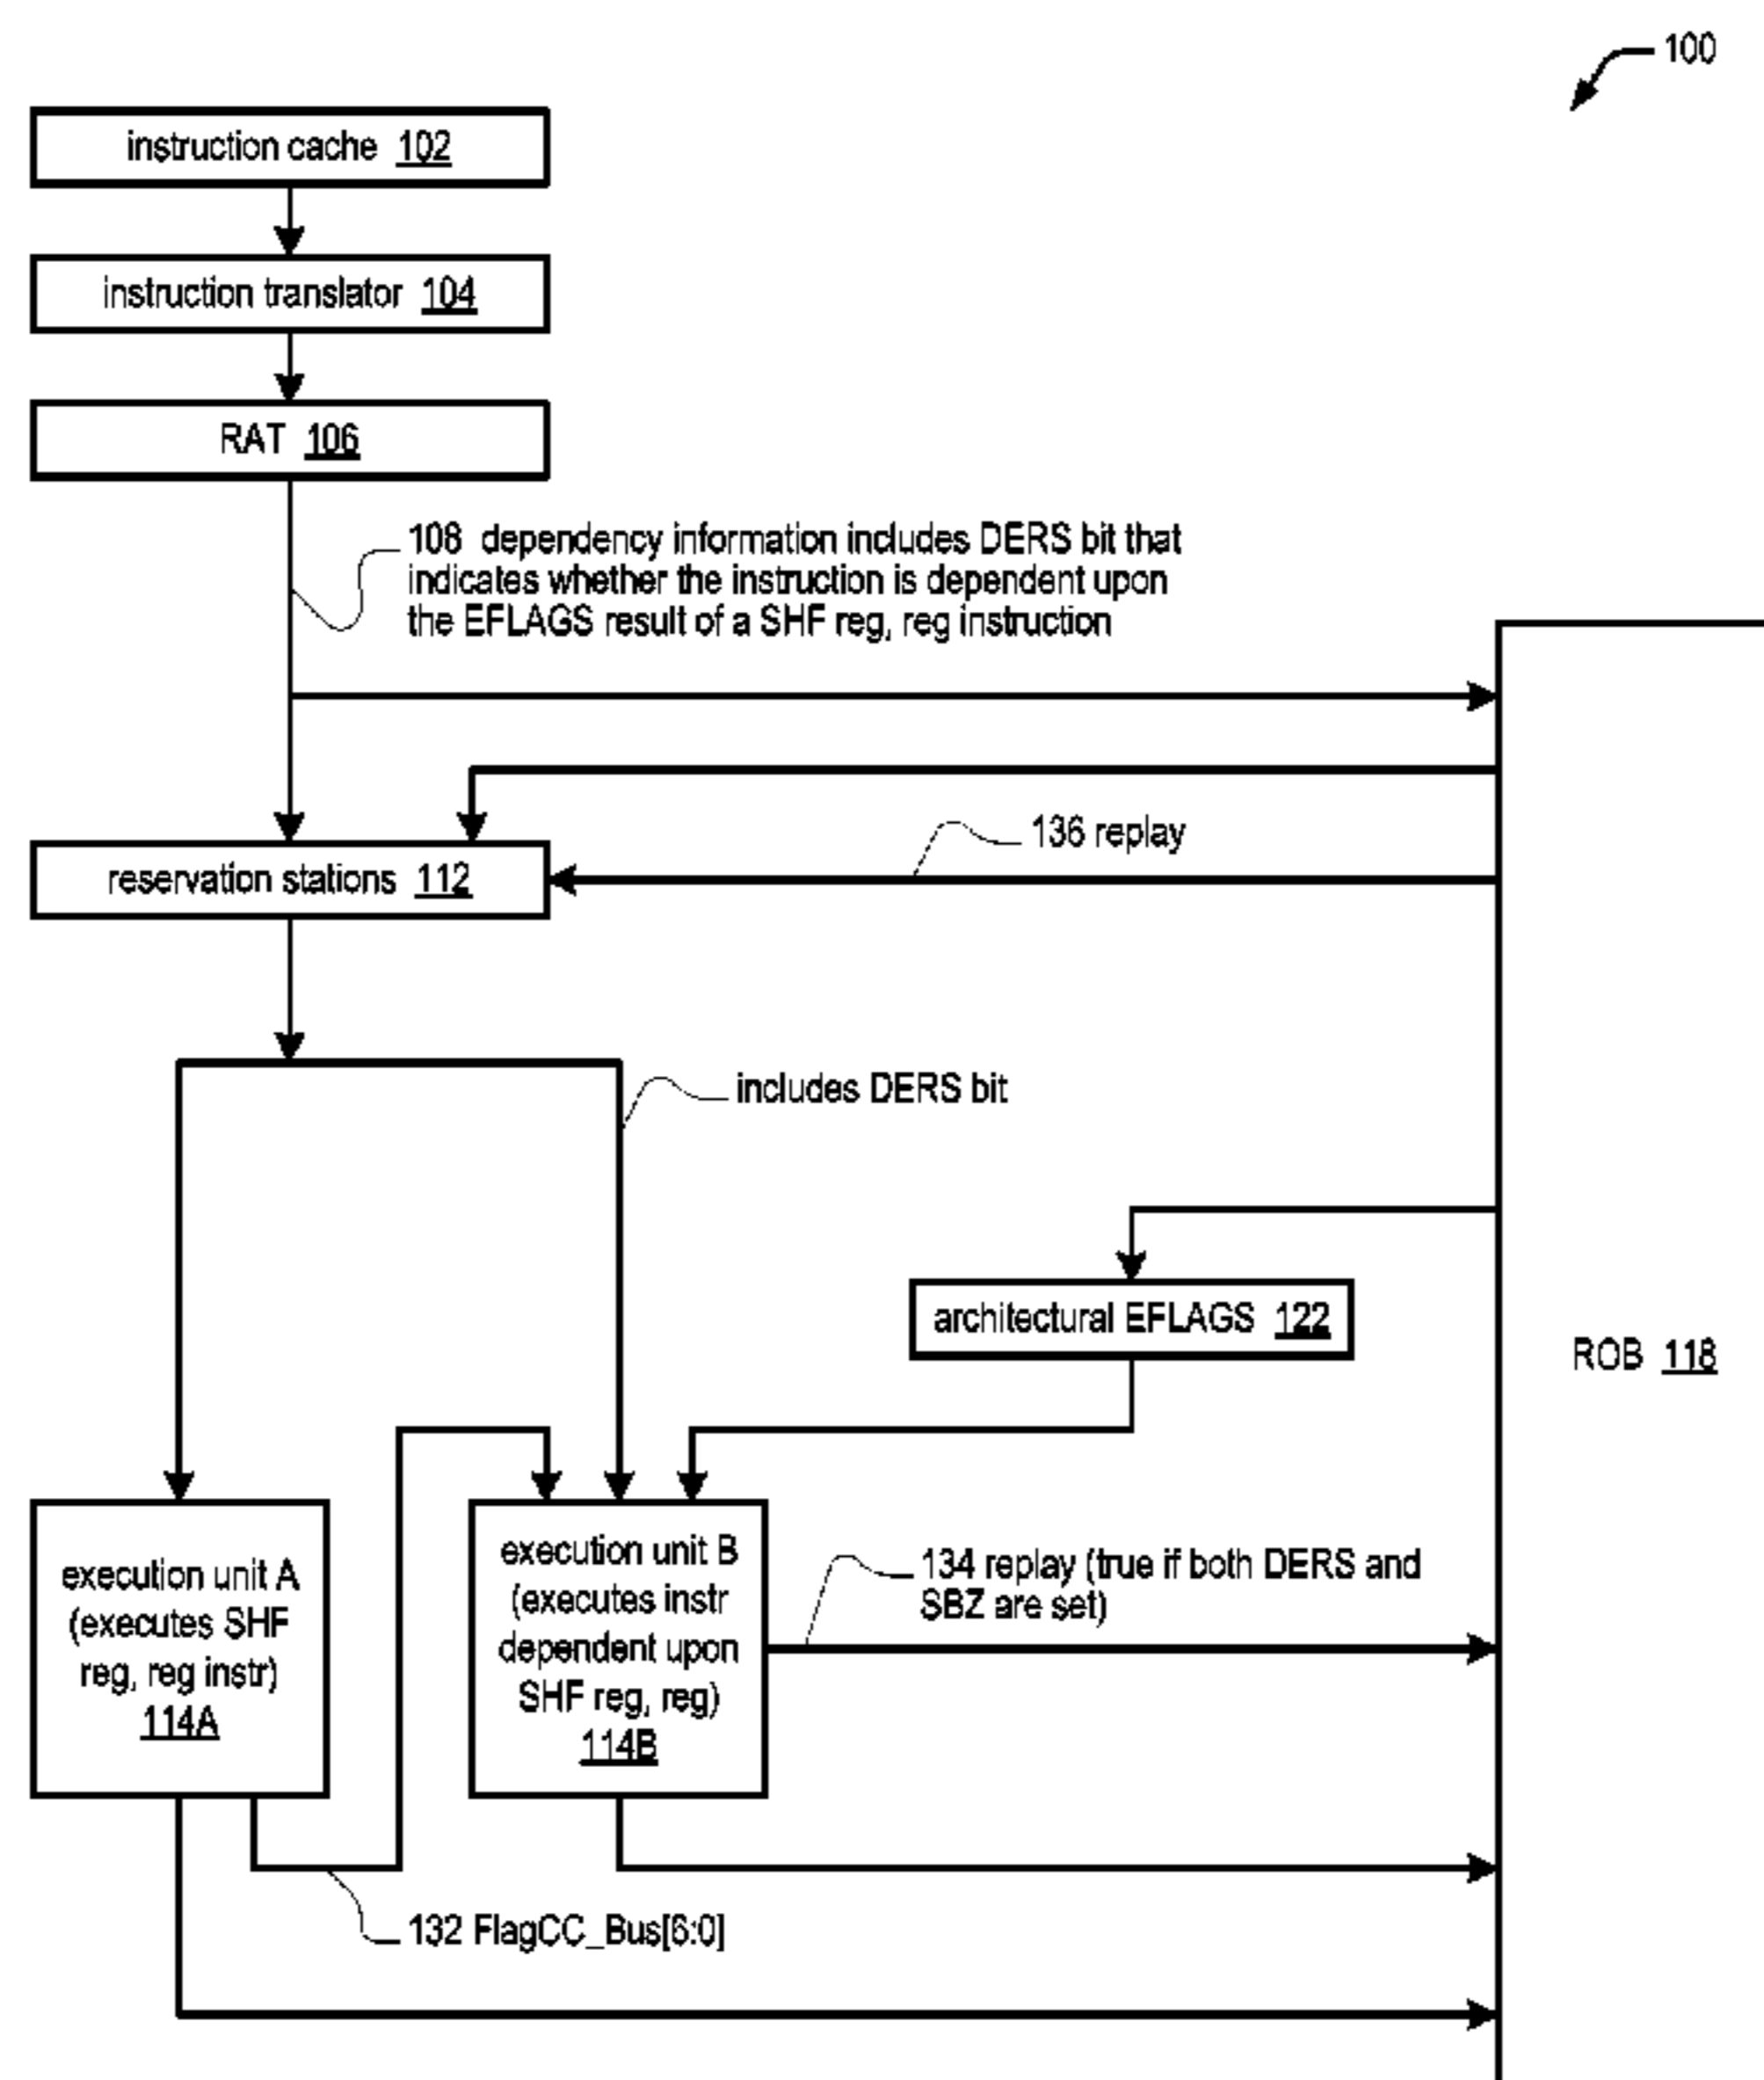 100
instruction cache 102
instruction translator 104
RAT 106
108 dependency information includes DERS bit that
indicates whether the instruction is dependent upon
the EFLAGS result of a SHF reg, reg instruction
136 replay
reservation stations 112
includes DERS bit
architectural EFLAGS 122
ROB 118
execution unit A
(executes SHF
reg, reg instr)
114A
execution unit B
(executes instr
dependent upon
SHF reg, reg)
114B
134 replay (true if both DERS and
SBZ are set)
132 FlagCC_Bus[6:0]